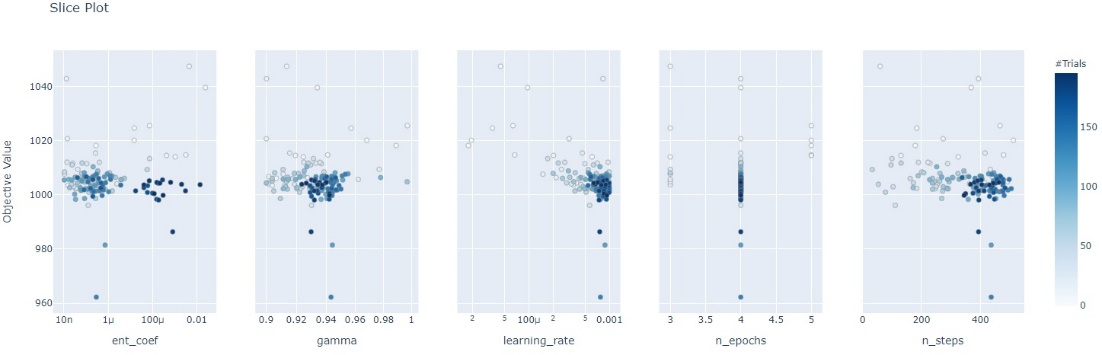 Slice Plot
Objective Value
1040
1020
1000
980
960
10n 1µ 100µ 0.01
ent_coef
0.9 0.92 0.94 0.96 0.98 1
gamma
2 5 100µ 2 5 0.001
learning_rate
3 3.5 4 4.5 5
n_epochs
0 200 400
n_steps
#Trials
150
100
50
0